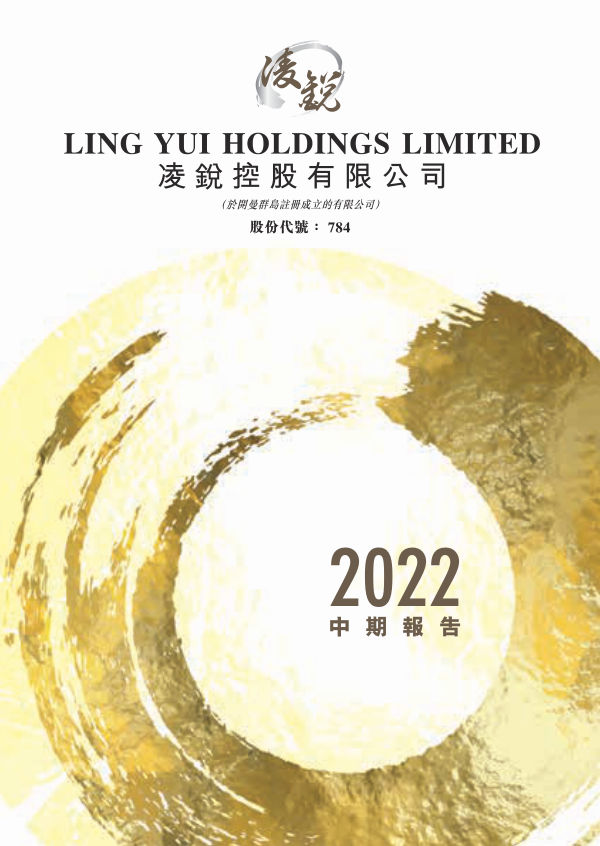 凌銳
LING YUI HOLDINGS LIMITED
凌銳控股有限公司
（於開曼群島註冊成立的有限公司）
股份代號：784
2022
中期報告